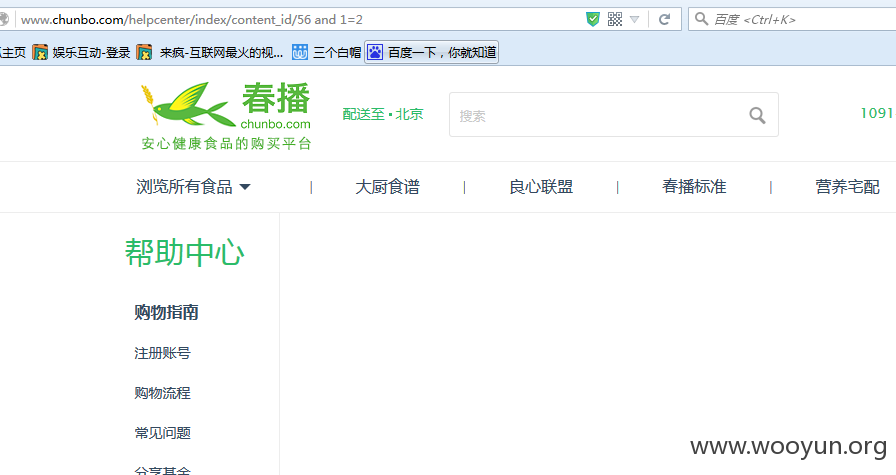 www.chunbo.com/helpcenter/index/content_id/56 and 1=2
百度 <Ctrl+K>
主页 娱乐互动-登录 来疯-互联网最火的视... 三个白帽 百度一下，你就知道
春播
chunbo.com
安心健康食品的购买平台
配送至·北京
搜索
1091
浏览所有食品 | 大厨食谱 | 良心联盟 | 春播标准 | 营养宅配
帮助中心
购物指南
注册账号
购物流程
常见问题
分享基金
www.wooyun.org